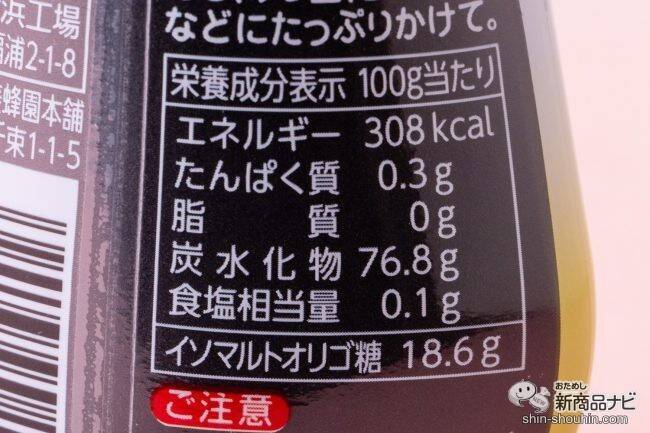 などにたっぷりかけて。
栄養成分表示 100g当たり
エネルギー 308kcal
たんぱく質 0.3g
脂質 0g
炭水化物 76.8g
食塩相当量 0.1g
イソマルトオリゴ糖 18.6g
ご注意
浜工場
浦2-1-8
蜂園本舗
東1-1-5
おためし
新商品ナビ
shin-shouhin.com